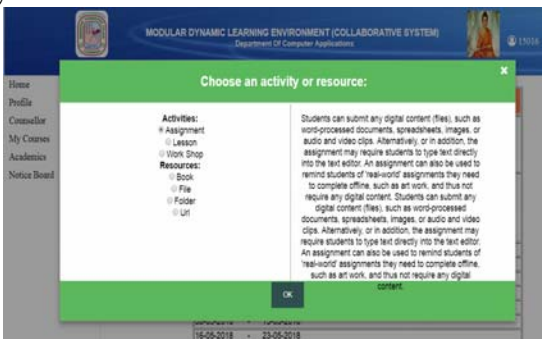 MODULAR DYNAMIC LEARNING ENVIRONMENT (COLLABORATIVE SYSTEM)
Department Of Computer Applications
15016
Home
Profile
Counsellor
My Courses
Academics
Notice Board
Choose an activity or resource:
×
Activities:
Assignment
Lesson
Work Shop
Resources:
Book
File
Folder
Url
Students can submit any digital content (files), such as
word-processed documents, spreadsheets, images, or
audio and video clips. Alternatively, or in addition, the
assignment may require students to type text directly
into the text editor. An assignment can also be used to
remind students of 'real-world' assignments they need
to complete offline, such as art work, and thus not
require any digital content. Students can submit any
digital content (files), such as word-processed
documents, spreadsheets, images, or audio and video
clips. Alternatively, or in addition, the assignment may
require students to type text directly into the text editor.
An assignment can also be used to remind students of
'real-world' assignments they need to complete offline,
such as art work, and thus not require any digital
content.
OK
16-05-2018 - 23-05-2018